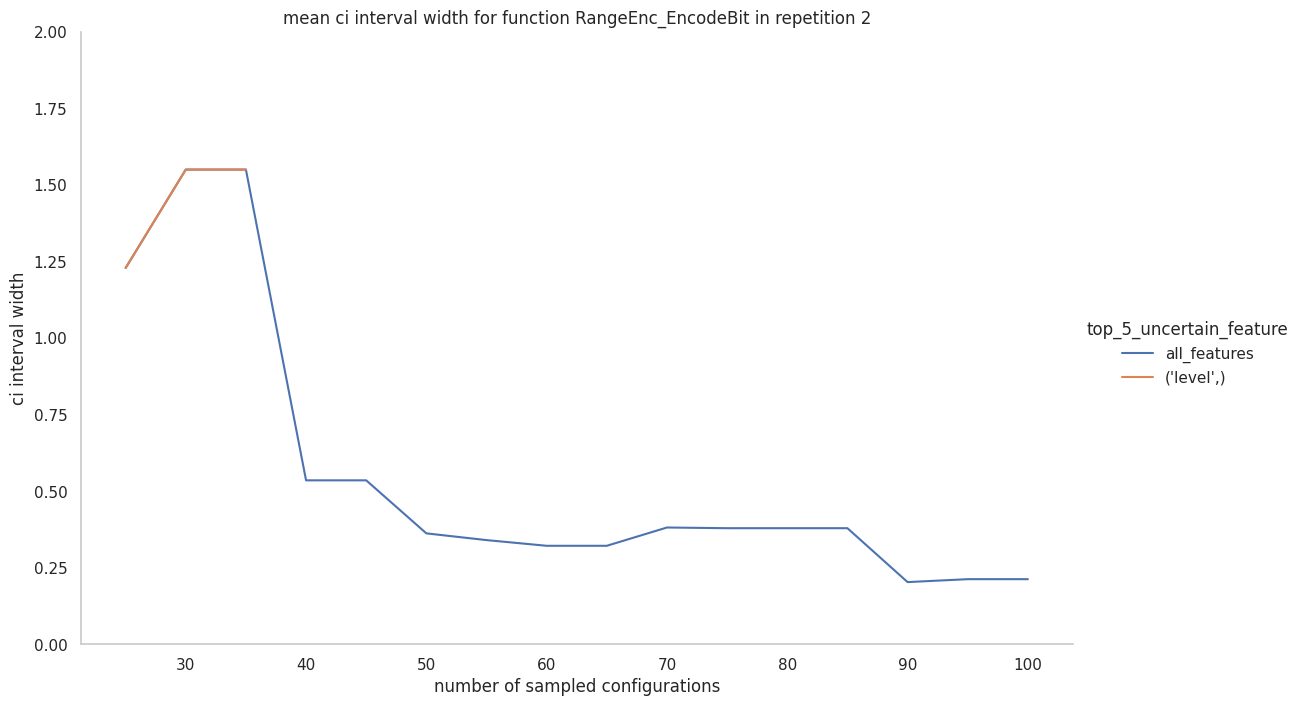 mean ci interval width for function RangeEnc_EncodeBit in repetition 2
2.00
1.75
1.50
1.25
1.00
0.75
0.50
0.25
0.00
ci interval width
30 40 50 60 70 80 90 100
number of sampled configurations
top_5_uncertain_feature
all_features
('level',)